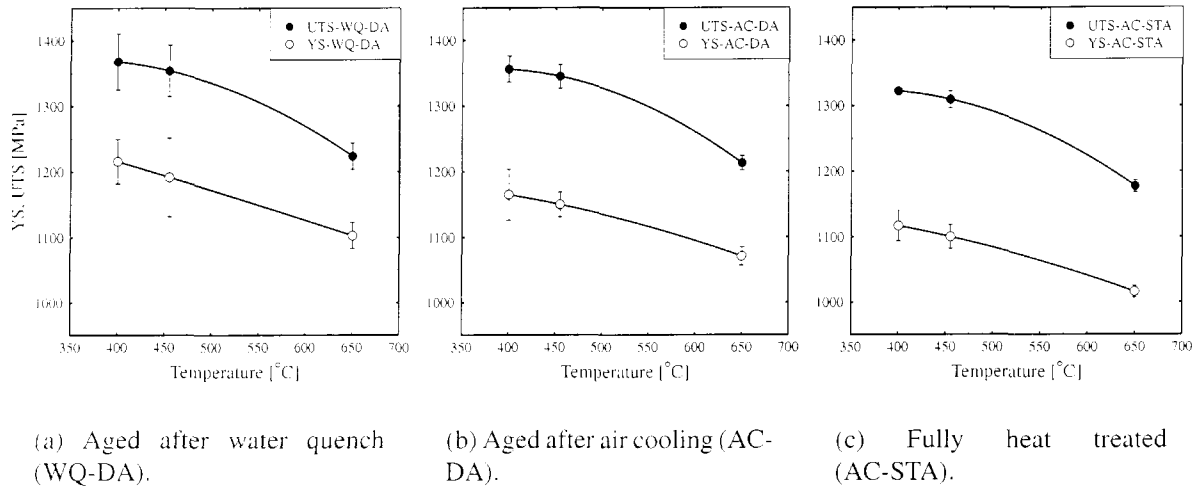 UTS-WQ-DA
YS-WQ-DA
YS, UTS [MPa]
1400
1300
1200
1100
1000
350 400 450 500 550 600 650 700
Temperature [°C]
(a) Aged after water quench
(WQ-DA).
UTS-AC-DA
YS-AC-DA
1400
1300
1200
1100
1000
350 400 450 500 550 600 650 700
Temperature [°C]
(b) Aged after air cooling (AC-
DA).
UTS-AC-STA
YS-AC-STA
1400
1300
1200
1100
1000
350 400 450 500 550 600 650 700
Temperature [°C]
(c) Fully heat treated
(AC-STA).